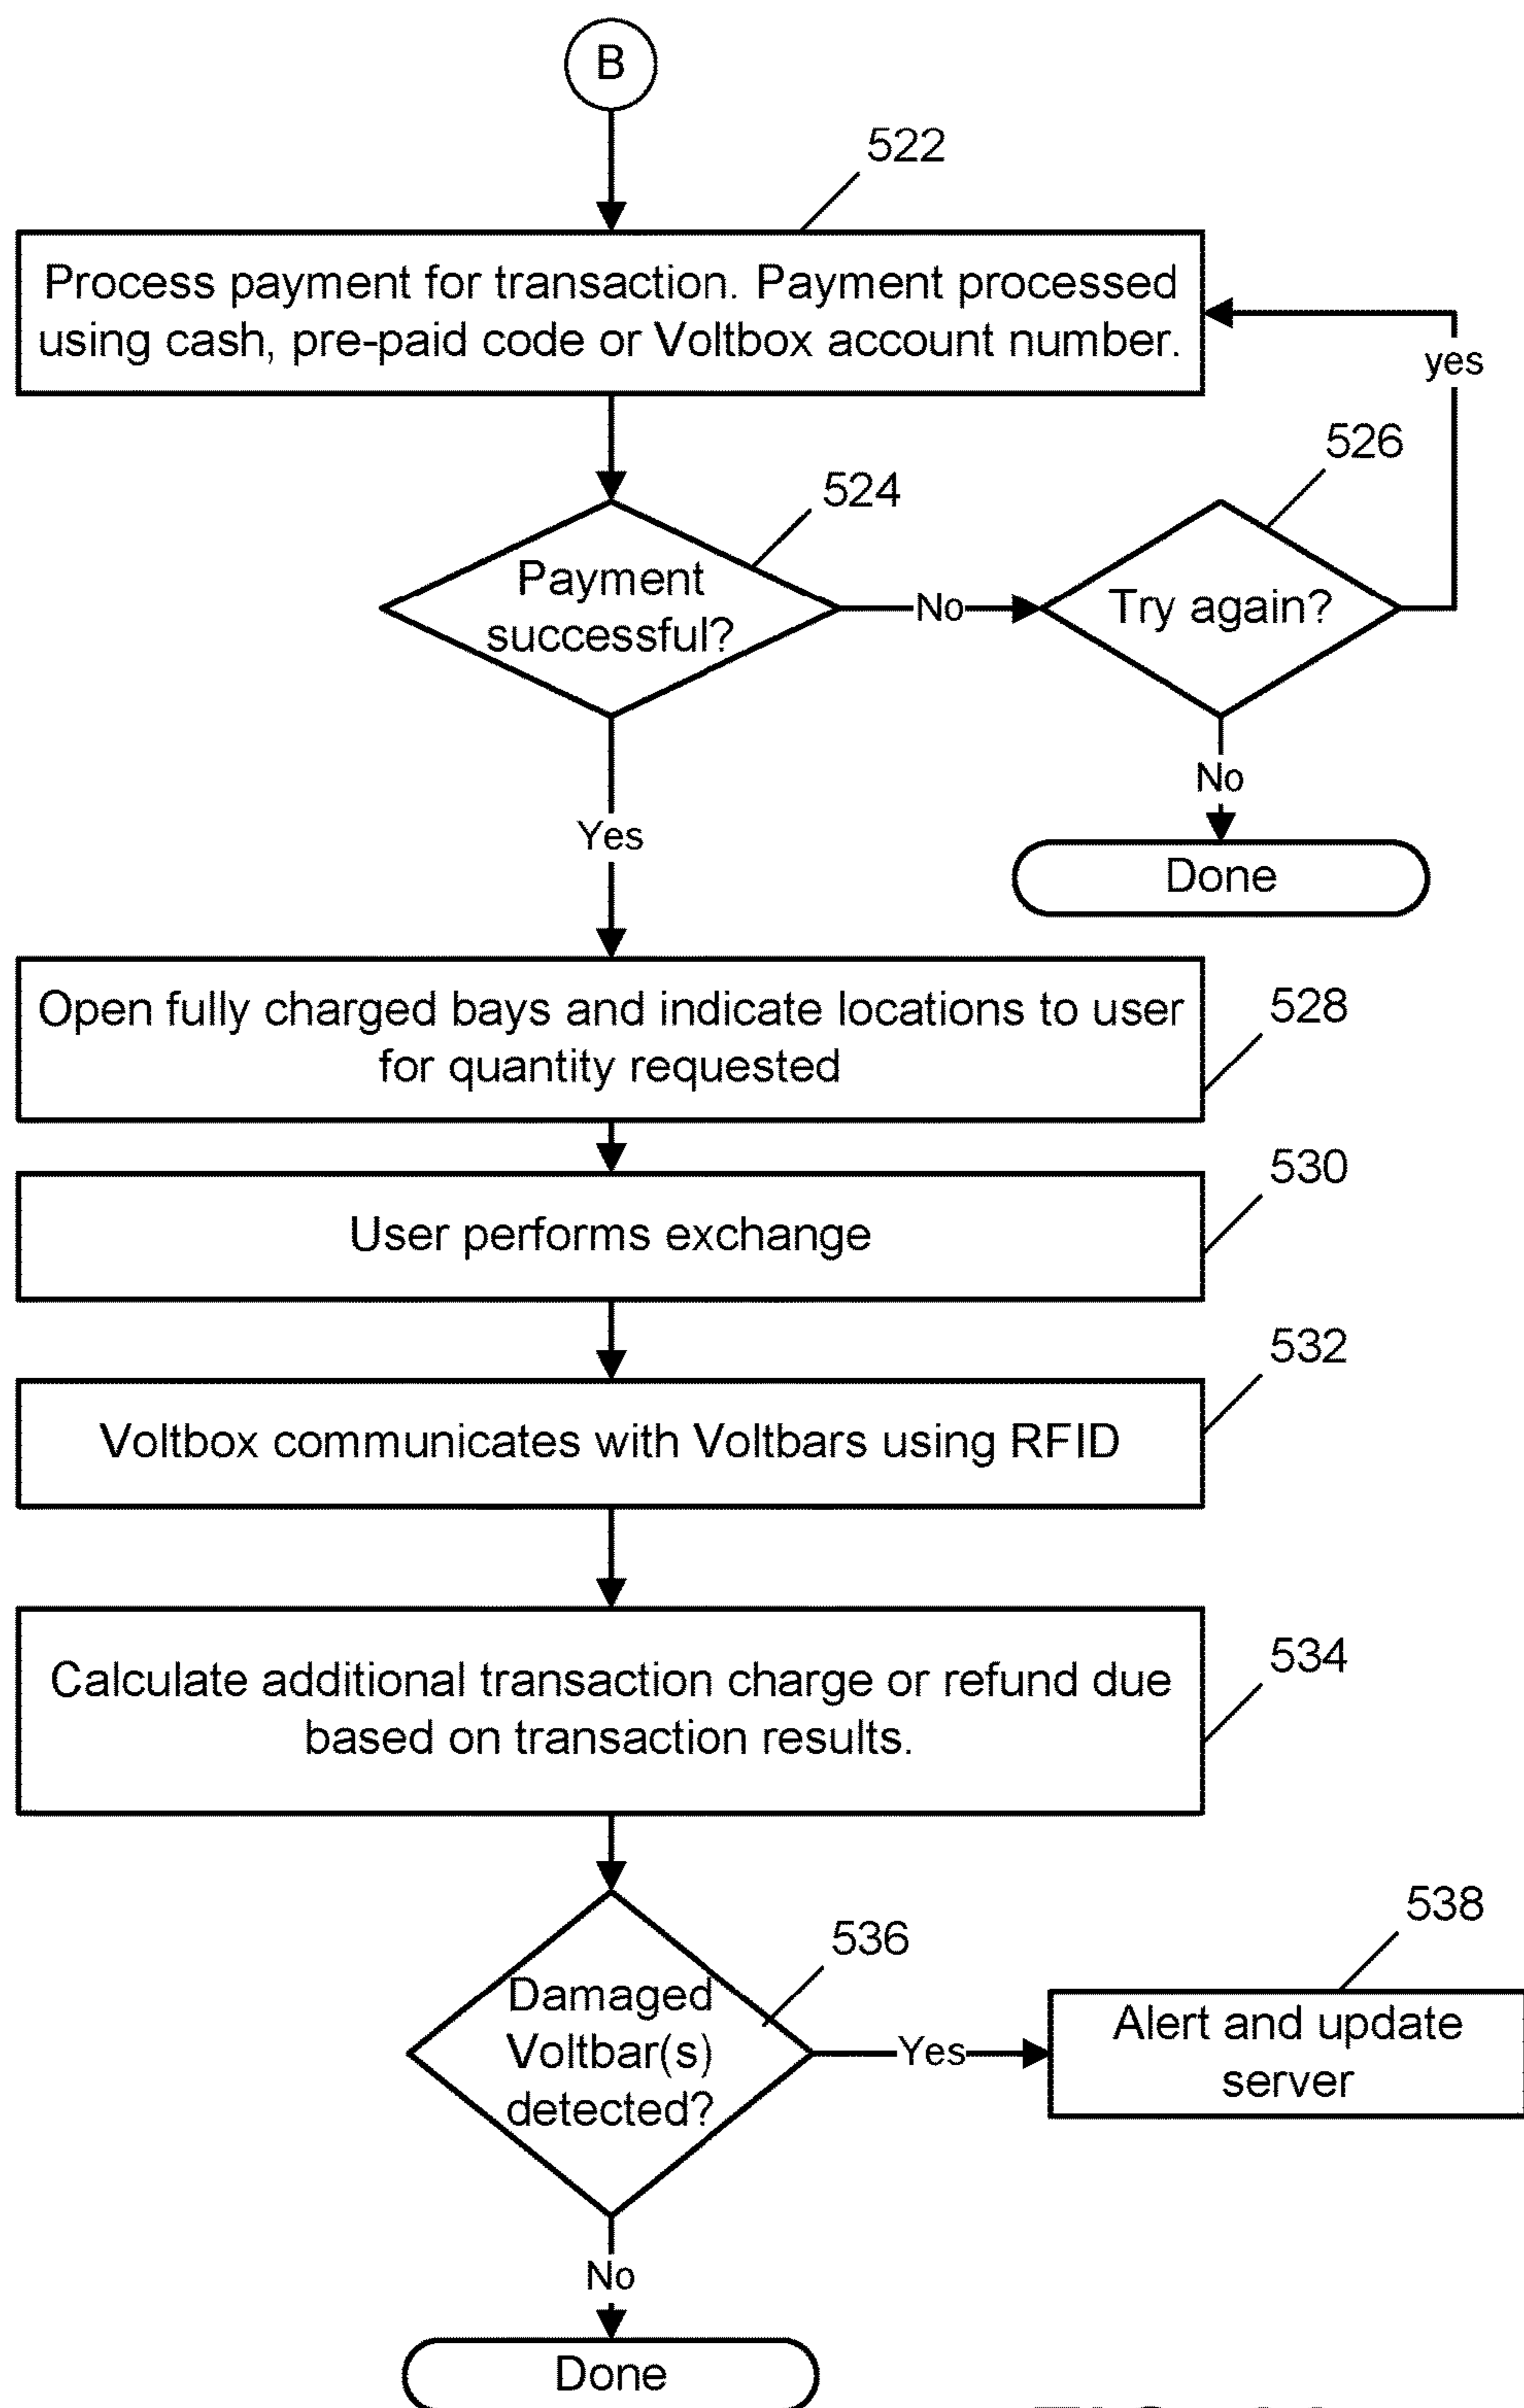 B
522
Process payment for transaction. Payment processed
using cash, pre-paid code or Voltbox account number.
yes
526
524
Payment
successful?
No
Try again?
No
Yes
Done
Open fully charged bays and indicate locations to user
for quantity requested
528
530
User performs exchange
532
Voltbox communicates with Voltbars using RFID
534
Calculate additional transaction charge or refund due
based on transaction results.
538
536
Damaged
Voltbar(s)
detected?
Yes
Alert and update
server
No
Done